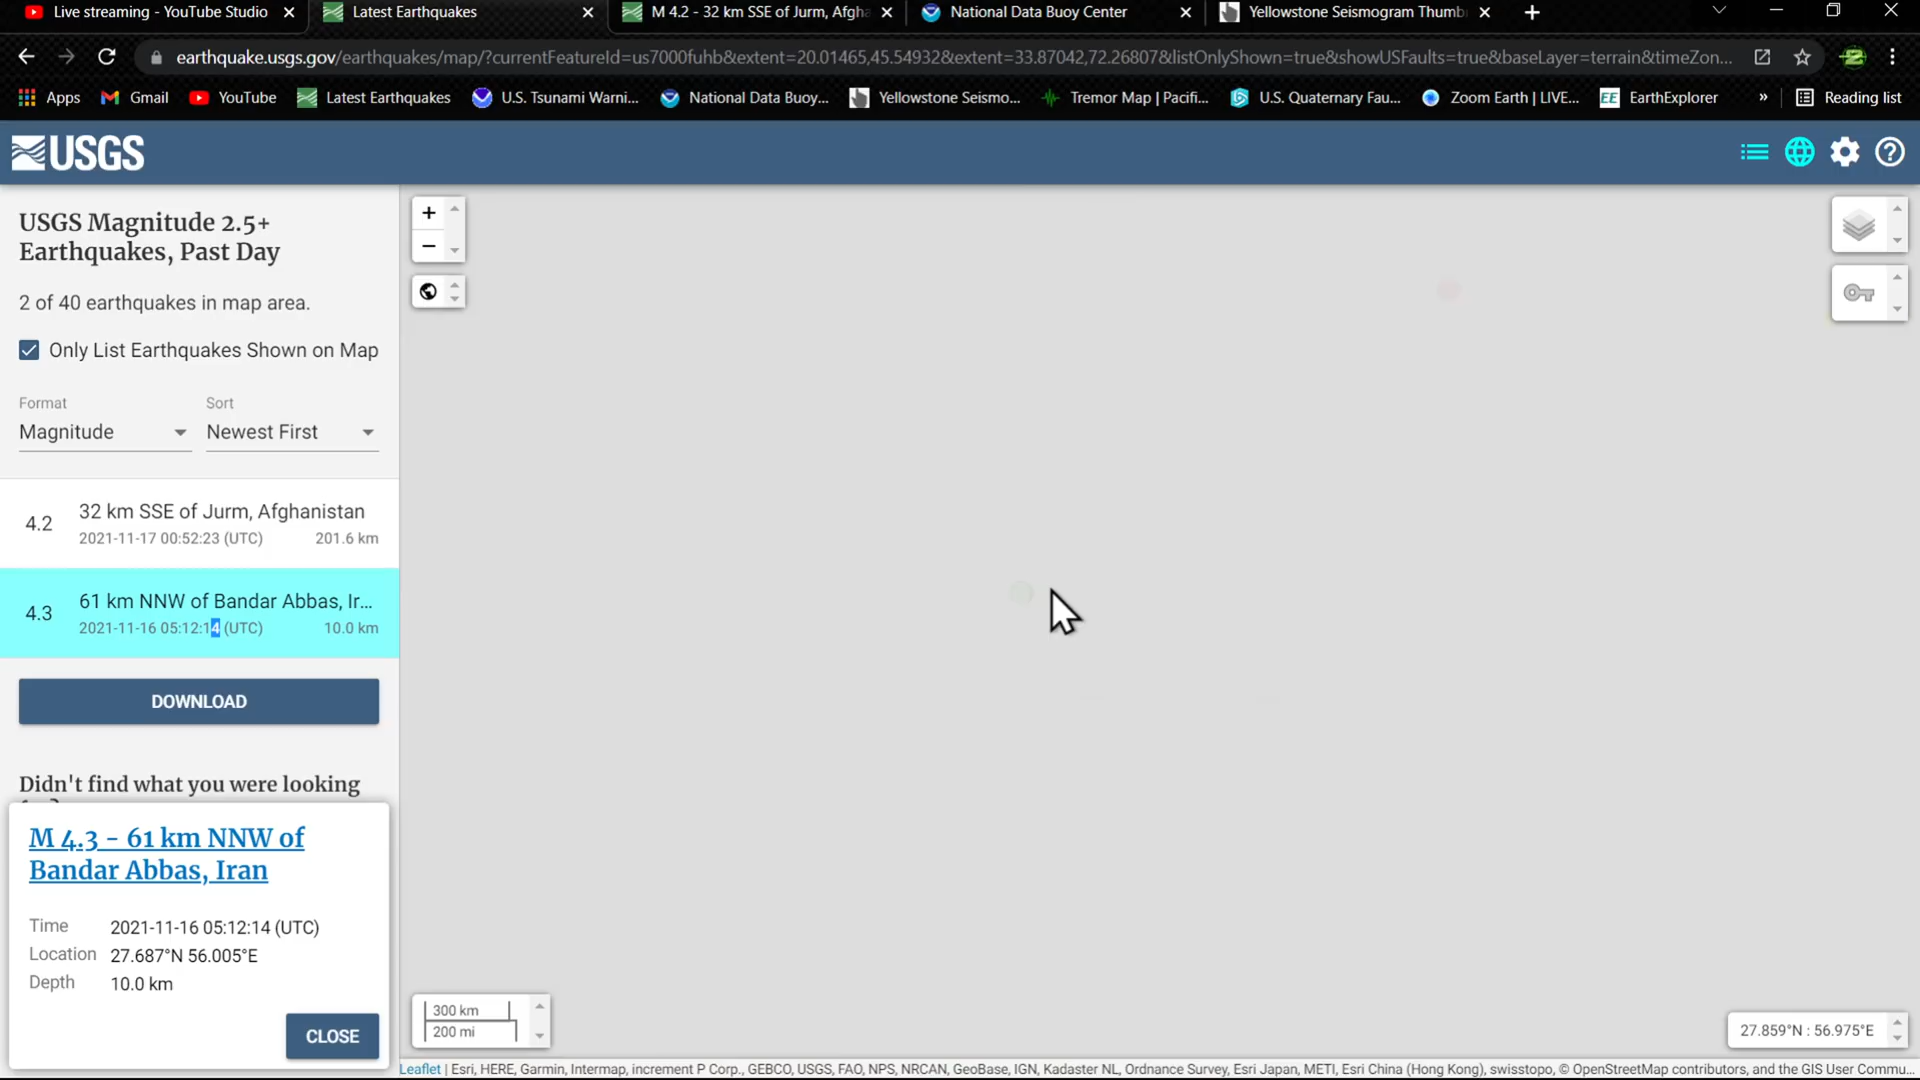 Live streaming - YouTube Studio
Latest Earthquakes
M 4.2 - 32 km SSE of Jurm, Afgha
National Data Buoy Center
Yellowstone Seismogram Thumb
earthquake.usgs.gov/earthquakes/map/?currentFeatureId=us7000fuhb&extent=20.01465,45.54932&extent=33.87042,72.26807&listOnlyShown=true&showUSFaults=true&baseLayer=terrain&timeZon...
Apps
Gmail
YouTube
Latest Earthquakes
U.S. Tsunami Warni...
National Data Buoy...
Yellowstone Seismo...
Tremor Map | Pacifi...
U.S. Quaternary Fau...
Zoom Earth | LIVE...
EE EarthExplorer
»
Reading list
USGS
USGS Magnitude 2.5+
Earthquakes, Past Day
2 of 40 earthquakes in map area.
Only List Earthquakes Shown on Map
Format
Sort
Magnitude
Newest First
4.2
32 km SSE of Jurm, Afghanistan
2021-11-17 00:52:23 (UTC)
201.6 km
4.3
61 km NNW of Bandar Abbas, Ir...
2021-11-16 05:12:14 (UTC)
10.0 km
DOWNLOAD
Didn't find what you were looking
M 4.3 - 61 km NNW of
Bandar Abbas, Iran
Time 2021-11-16 05:12:14 (UTC)
Location 27.687°N 56.005°E
Depth 10.0 km
CLOSE
+
−
300 km
200 mi
27.859°N : 56.975°E
Leaflet | Esri, HERE, Garmin, Intermap, increment P Corp., GEBCO, USGS, FAO, NPS, NRCAN, GeoBase, IGN, Kadaster NL, Ordnance Survey, Esri Japan, METI, Esri China (Hong Kong), swisstopo, © OpenStreetMap contributors, and the GIS User Commu...